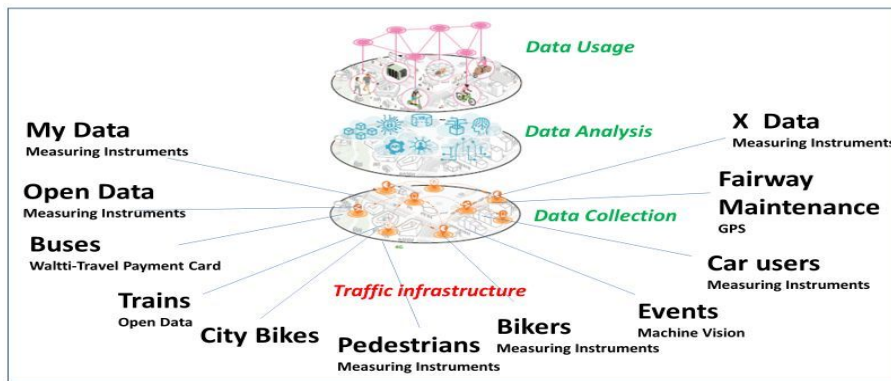 Data Usage
Data Analysis
Data Collection
Traffic infrastructure
My Data
Measuring Instruments
Open Data
Measuring Instruments
Buses
Waltti-Travel Payment Card
Trains
Open Data
City Bikes
Pedestrians
Measuring Instruments
Bikers
Measuring Instruments
Events
Machine Vision
Car users
Measuring Instruments
Fairway
Maintenance
GPS
X Data
Measuring Instruments